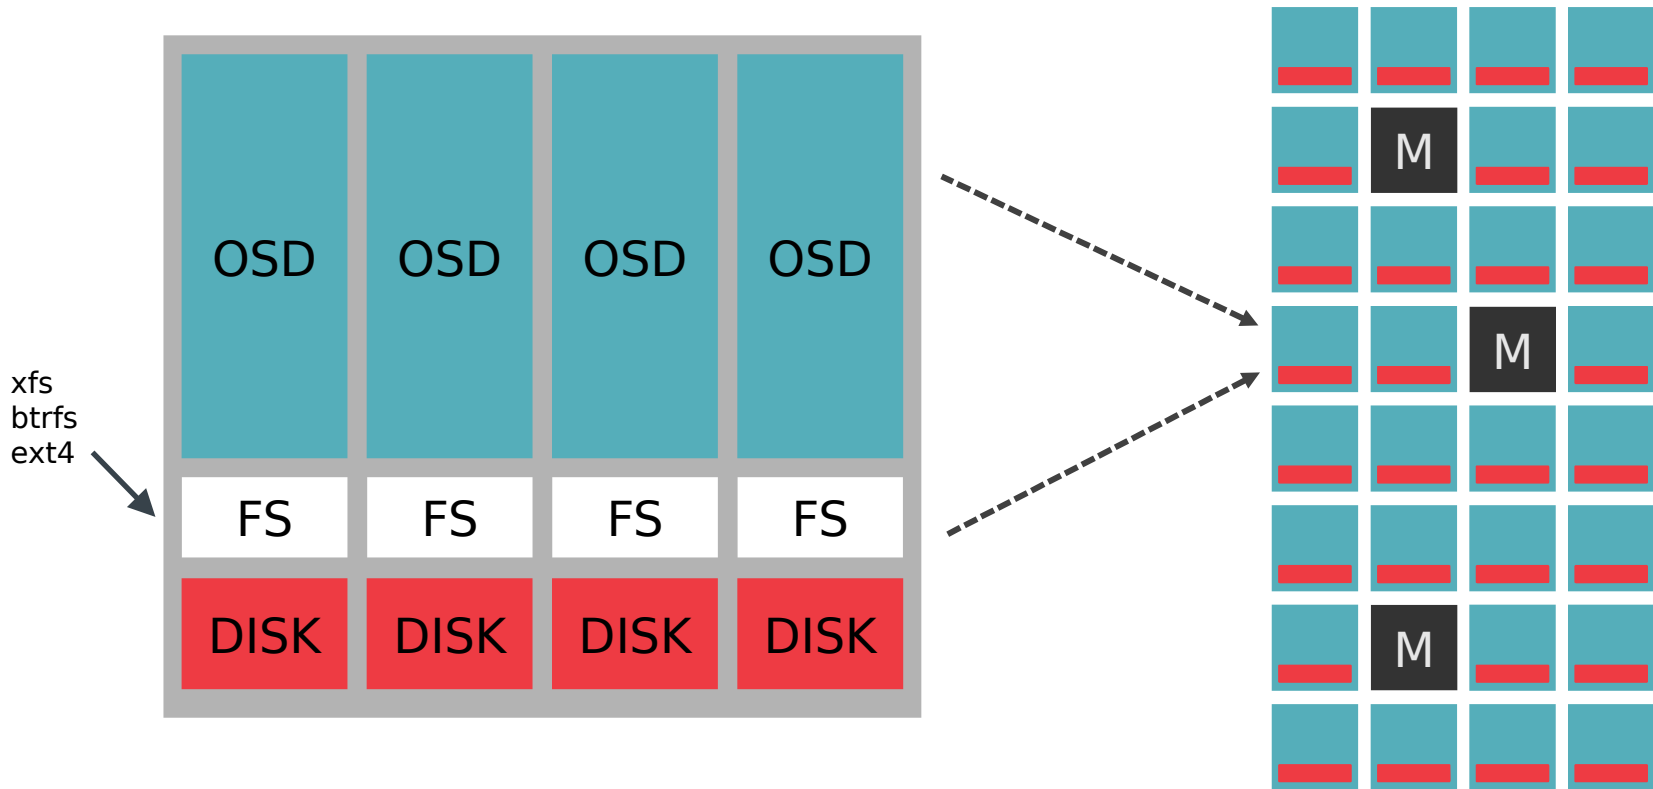 OSD OSD OSD OSD
xfs
btrfs
ext4
FS FS FS FS
DISK DISK DISK DISK
M
M
M